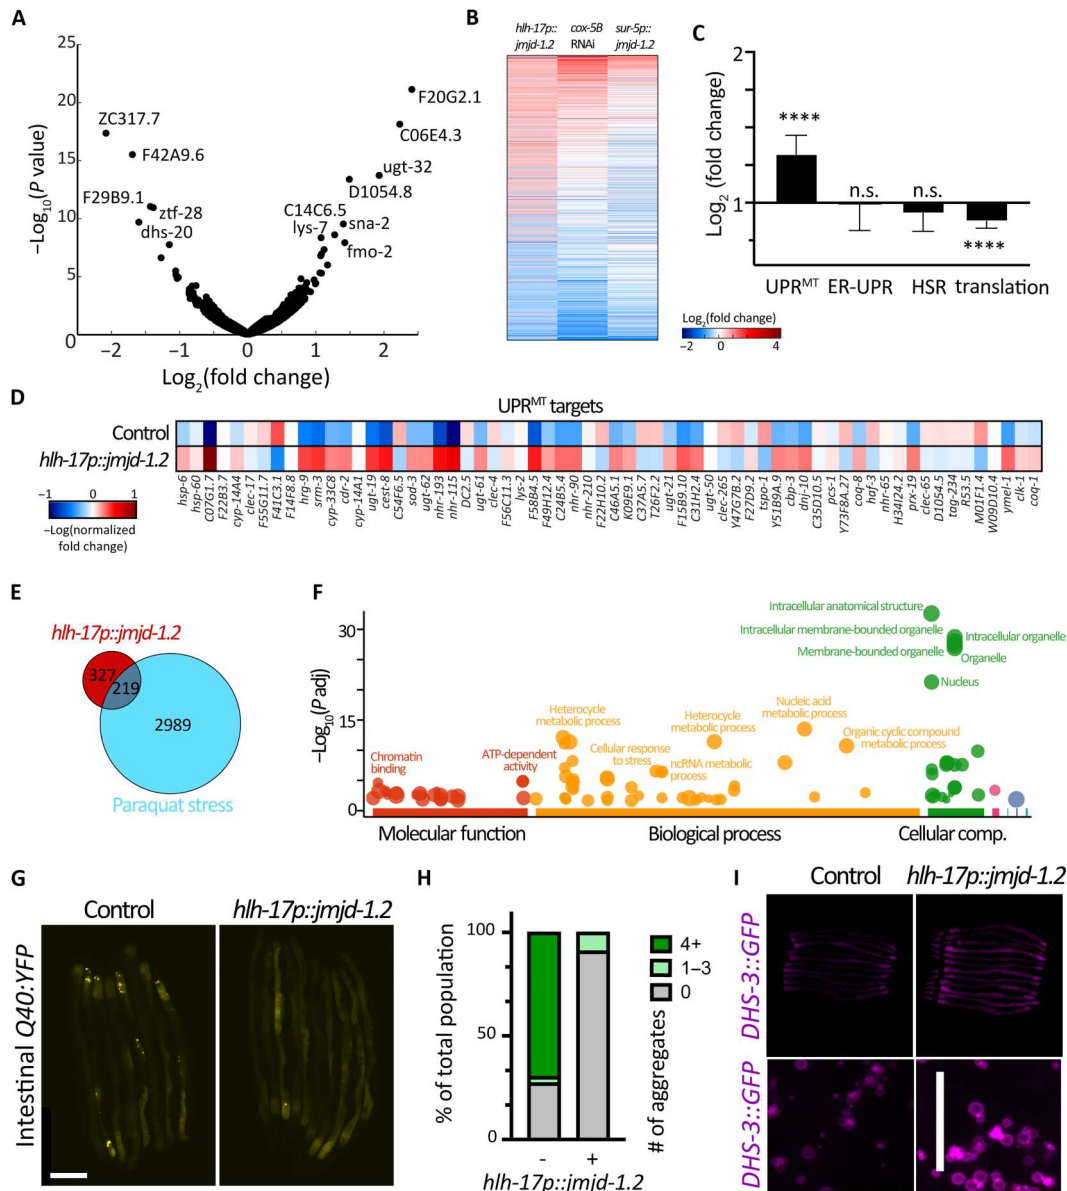 A
25
20
15
10
5
0
−Log10(P value)
ZC317.7
F42A9.6
F29B9.1
ztf-28
dhs-20
F20G2.1
C06E4.3
ugt-32
D1054.8
C14C6.5
lys-7
sna-2
fmo-2
−2
−1
0
1
2
Log2(fold change)
B
hlh-17p::
jmjd-1.2
cox-5B
RNAi
sur-5p::
jmjd-1.2
Log2(fold change)
−2
0
4
C
Log2 (fold change)
2
1
0
****
n.s.
n.s.
****
UPRMT
ER-UPR
HSR
translation
D
UPRMT targets
Control
hlh-17p::jmjd-1.2
−1
0
1
−Log(normalized
fold change)
hsp-6
hsp-60
C07G1.7
F22B3.7
cyp-14A4
clec-17
F55G11.7
F41C3.1
F14F8.8
hrg-9
srm-3
cyp-33C8
cdr-2
cyp-14A1
ugt-19
cest-8
C54F6.5
sod-3
ugt-62
nhr-193
nhr-115
DC2.5
ugt-61
clec-4
F56C11.3
lys-2
F58B4.5
F49H12.4
C24B5.4
nhr-90
nhr-210
F22H10.2
C46A5.1
K09E9.1
C37A5.7
T26F2.2
ugt-21
F15B9.10
C31H2.4
ugt-50
clec-265
Y47G7B.2
F27D9.2
tspo-1
Y51B9A.9
cbp-3
dnj-10
C35D10.5
pcs-1
Y73F8A.27
coq-8
haf-3
nhr-65
H34I24.2
prx-19
clec-65
D1054.5
tag-234
R53.5
M01F1.4
W09D10.4
ymel-1
clk-1
coq-1
E
hlh-17p::jmjd-1.2
327
219
2989
Paraquat stress
F
−Log10(Padj)
30
15
0
Chromatin
binding
ATP-dependent
activity
Heterocycle
metabolic process
Cellular response
to stress
ncRNA metabolic
process
Heterocycle
metabolic process
Nucleic acid
metabolic process
Organic cyclic compound
metabolic process
Intracellular anatomical structure
Intracellular membrane-bounded organelle
Intracellular organelle
Membrane-bounded organelle
Organelle
Nucleus
Molecular function
Biological process
Cellular comp.
G
Control
hlh-17p::jmjd-1.2
Intestinal Q40:YFP
H
% of total population
100
50
0
-
+
hlh-17p::jmjd-1.2
4+
1–3
0
# of aggregates
I
Control
hlh-17p::jmjd-1.2
DHS-3::GFP
DHS-3::GFP